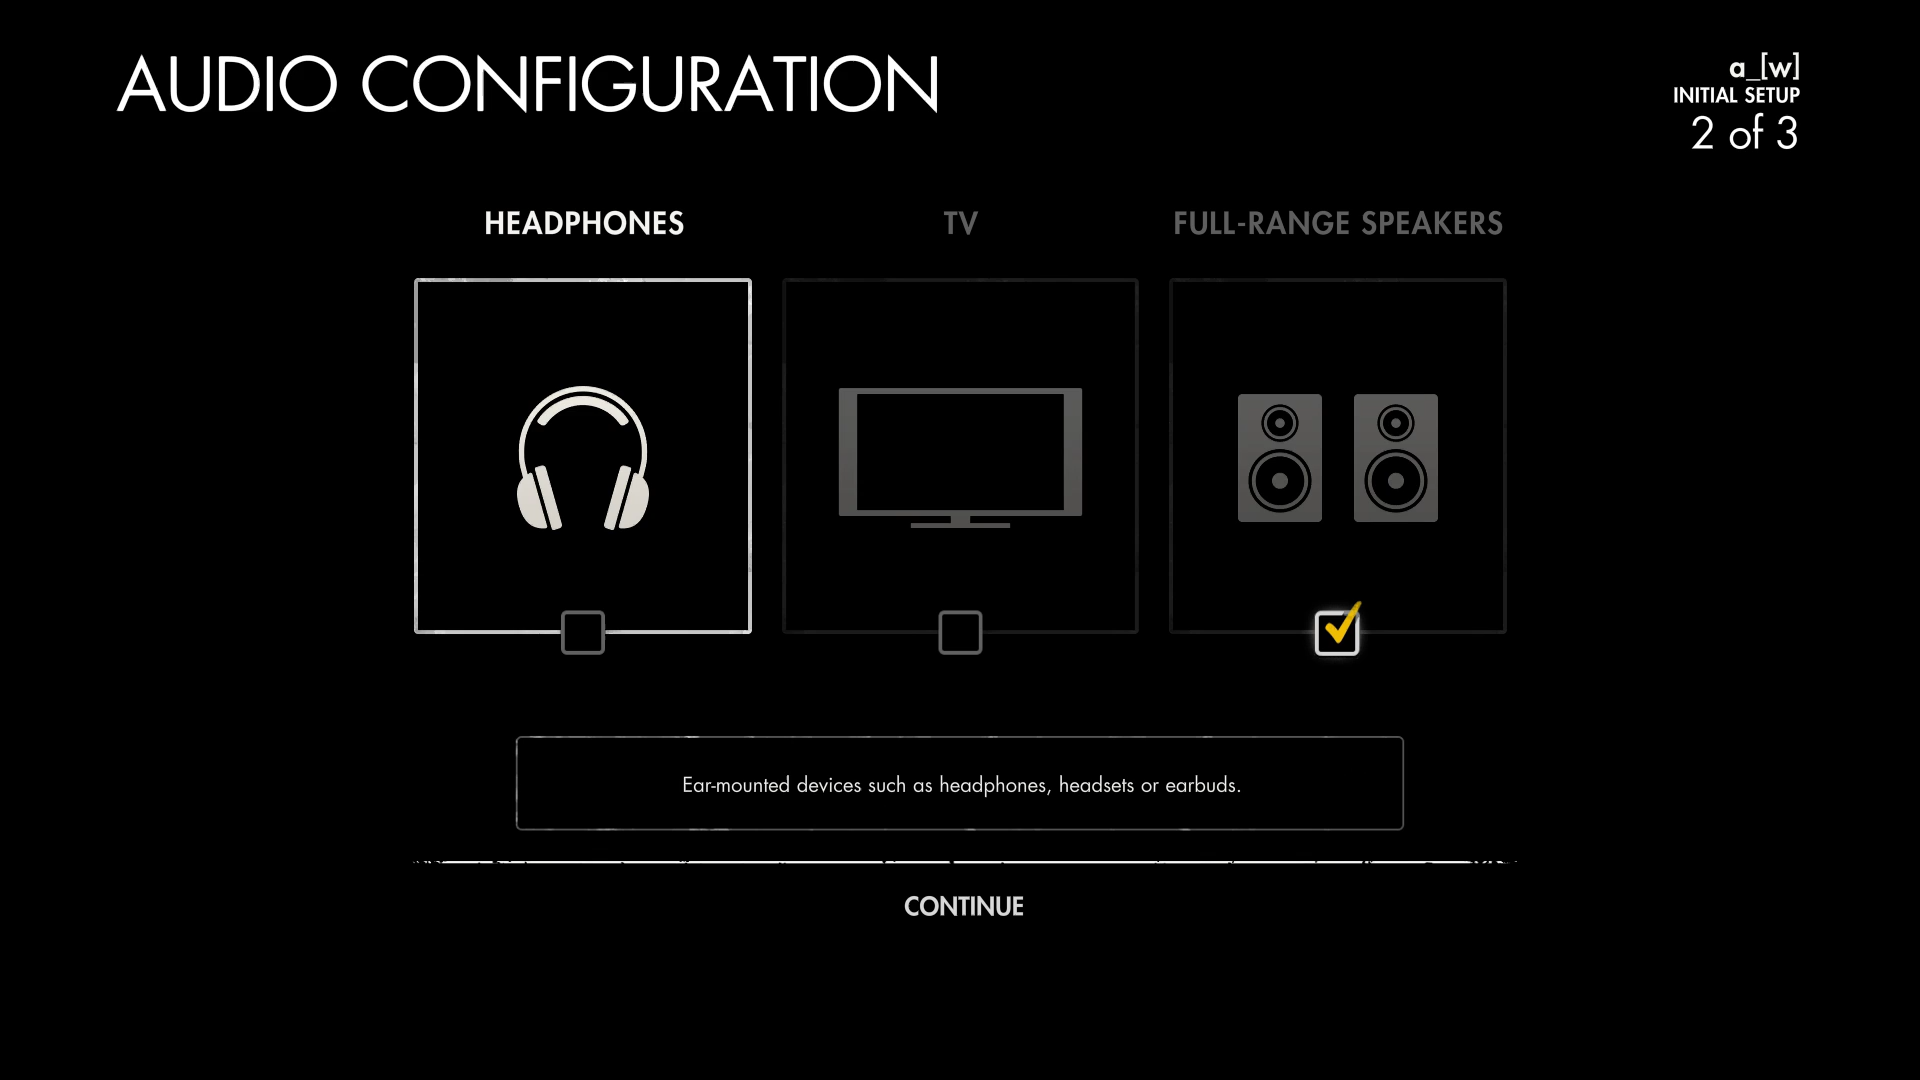 AUDIO CONFIGURATION
a_[w]
INITIAL SETUP
2 of 3
HEADPHONES
TV
FULL-RANGE SPEAKERS
Ear-mounted devices such as headphones, headsets or earbuds.
CONTINUE